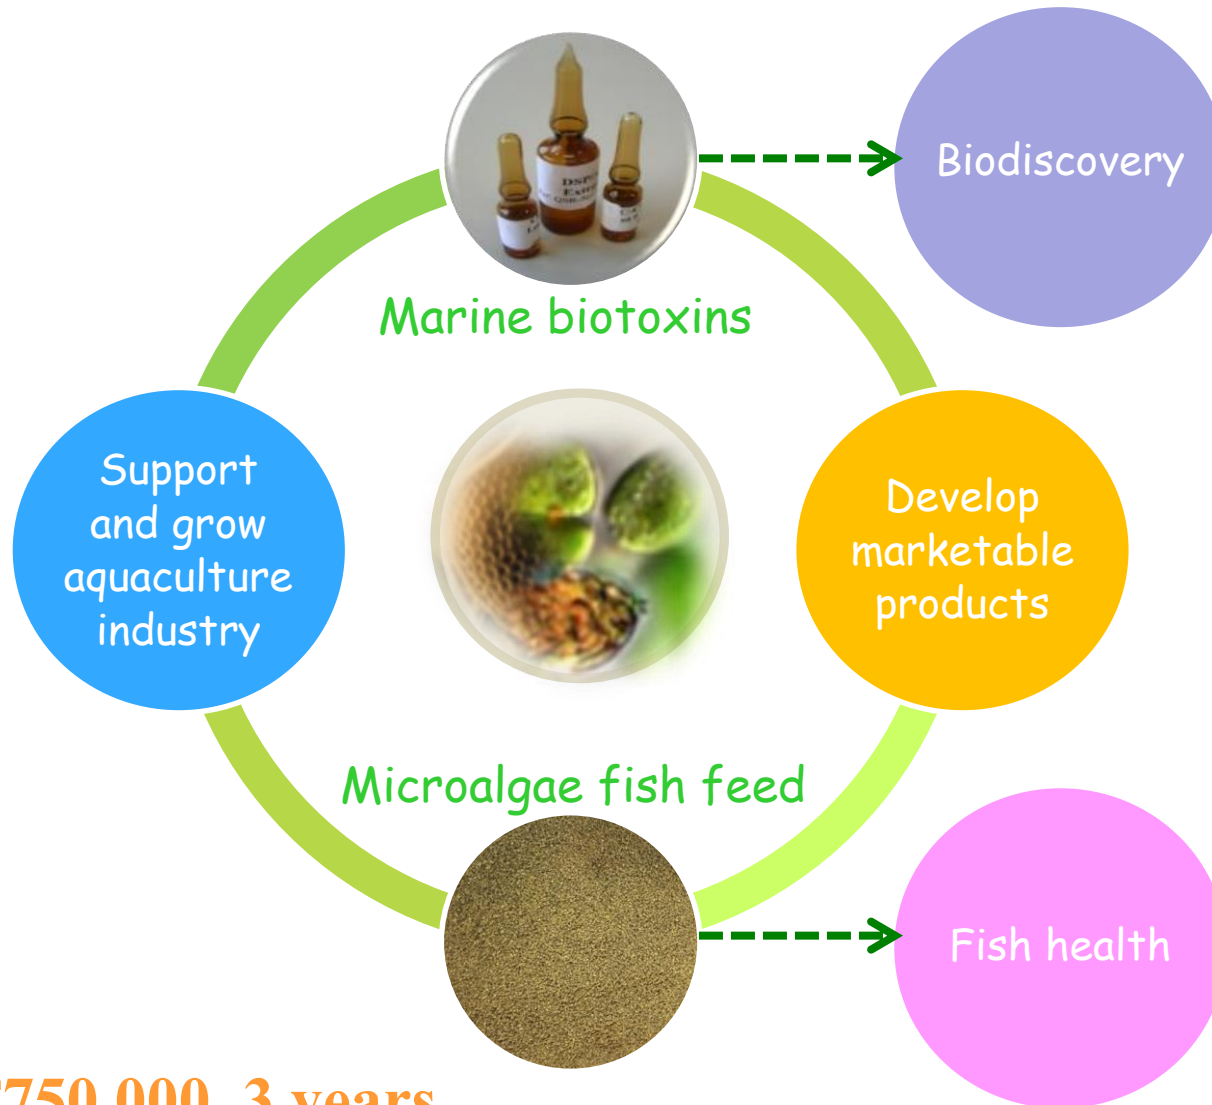 Biodiscovery
Marine biotoxins
Support
and grow
aquaculture
industry
Develop
marketable
products
Microalgae fish feed
Fish health
750,000, 3 years